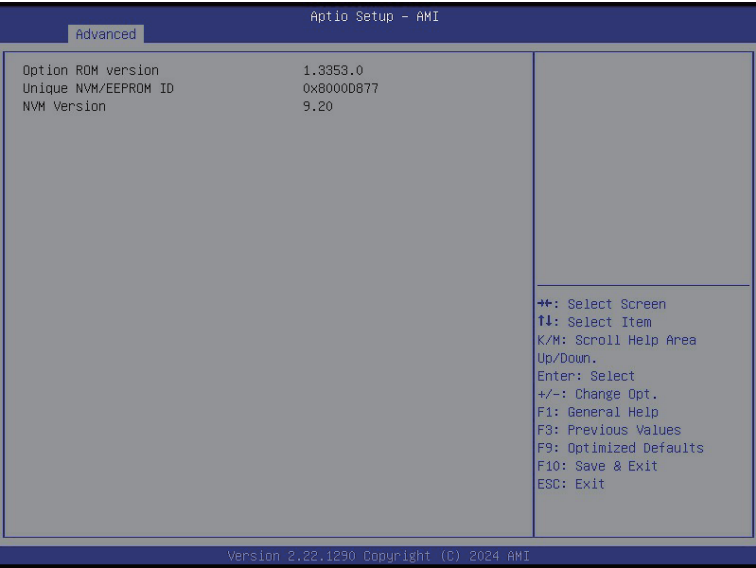 Aptio Setup – AMI
Advanced
Option ROM version 1.3353.0
Unique NVM/EEPROM ID 0x8000D877
NVM Version 9.20
→←: Select Screen
↑↓: Select Item
K/M: Scroll Help Area
Up/Down.
Enter: Select
+/-: Change Opt.
F1: General Help
F3: Previous Values
F9: Optimized Defaults
F10: Save & Exit
ESC: Exit
Version 2.22.1290 Copyright (C) 2024 AMI